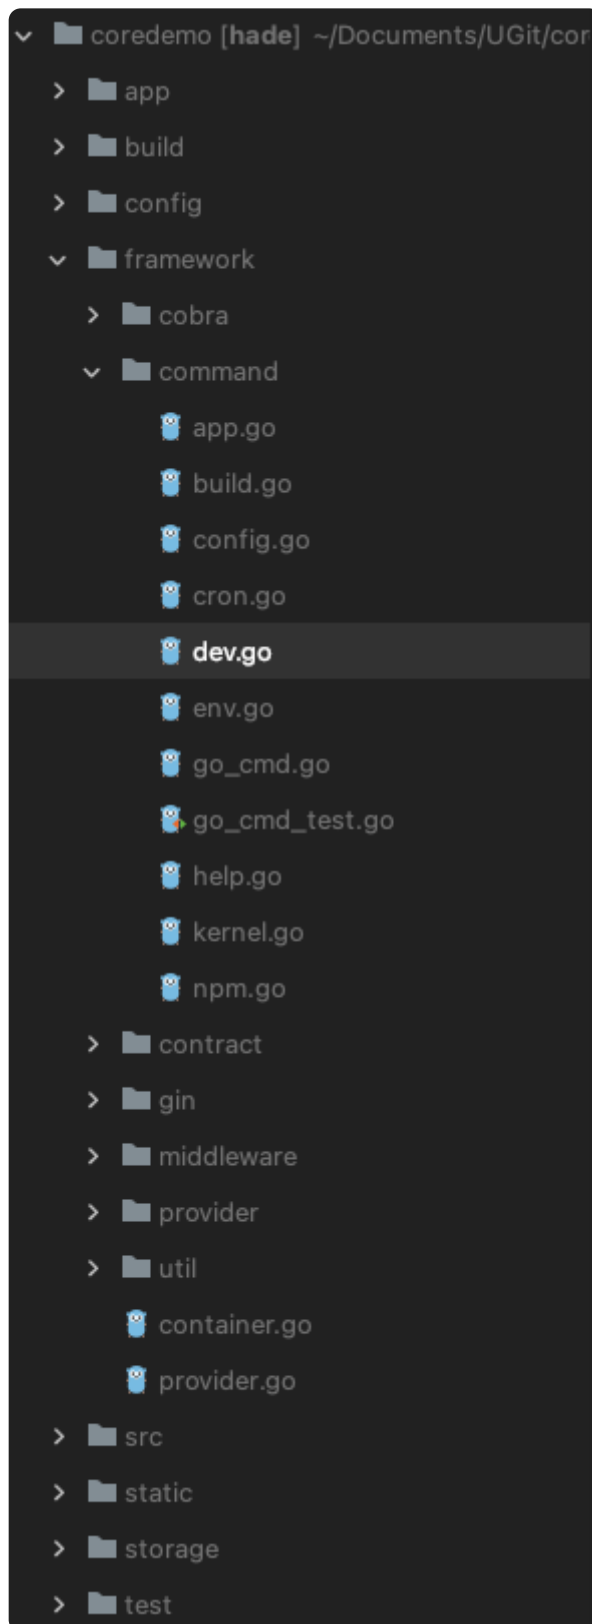 coredemo [hade] ~/Documents/UGit/cor
app
build
config
framework
cobra
command
app.go
build.go
config.go
cron.go
dev.go
env.go
go_cmd.go
go_cmd_test.go
help.go
kernel.go
npm.go
contract
gin
middleware
provider
util
container.go
provider.go
src
static
storage
test